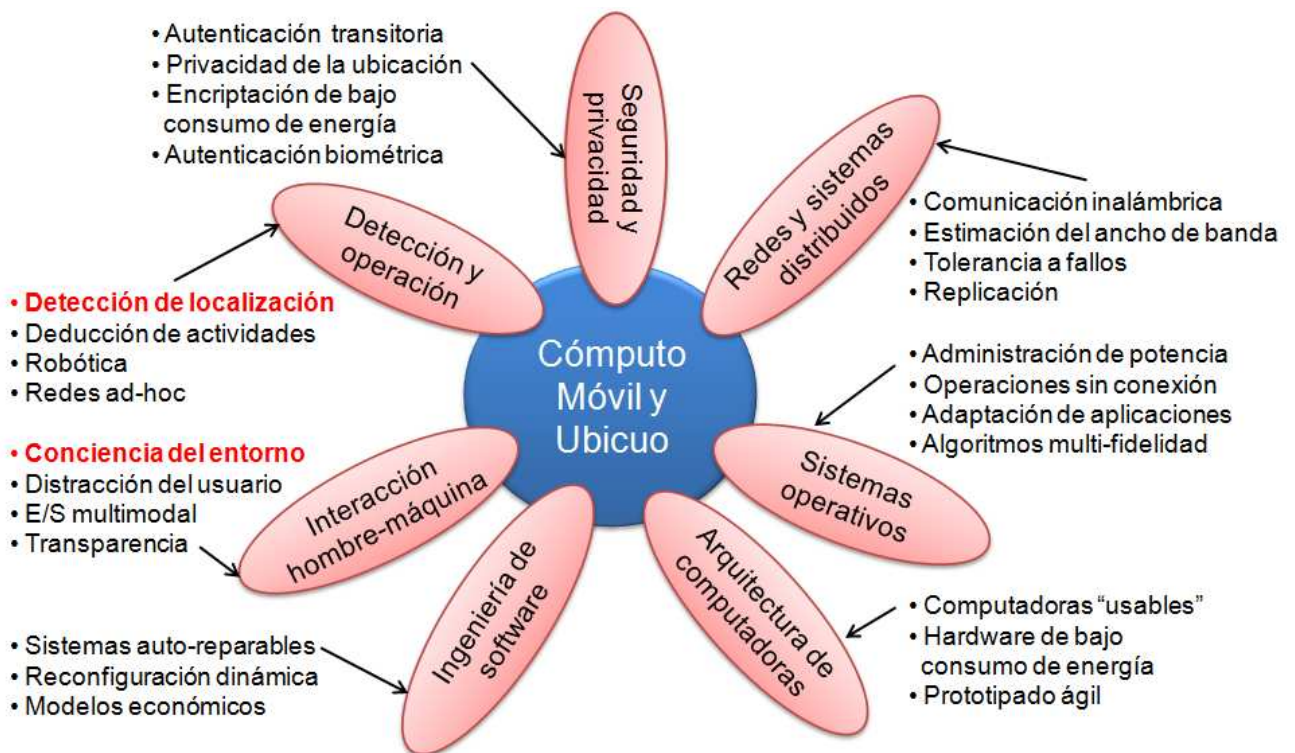 • Autenticación transitoria
• Privacidad de la ubicación
• Encriptación de bajo
consumo de energía
• Autenticación biométrica
Seguridad y
privacidad
Redes y sistemas
distribuidos
• Comunicación inalámbrica
• Estimación del ancho de banda
• Tolerancia a fallos
• Replicación
Detección y
operación
• Detección de localización
• Deducción de actividades
• Robótica
• Redes ad-hoc
Cómputo
Móvil y
Ubicuo
• Administración de potencia
• Operaciones sin conexión
• Adaptación de aplicaciones
• Algoritmos multi-fidelidad
Sistemas
operativos
• Conciencia del entorno
• Distracción del usuario
• E/S multimodal
• Transparencia
Interacción
hombre-máquina
Ingeniería de
software
• Sistemas auto-reparables
• Reconfiguración dinámica
• Modelos económicos
Arquitectura de
computadoras
• Computadoras “usables”
• Hardware de bajo
consumo de energía
• Prototipado ágil